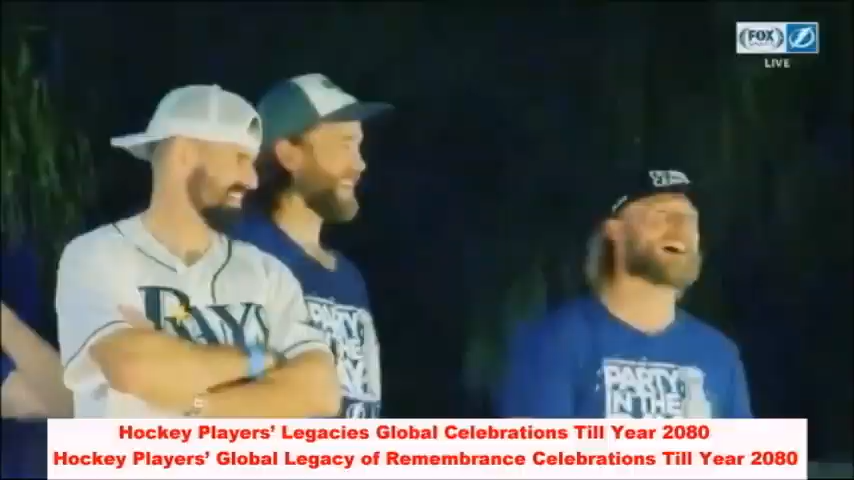 FOX
LIVE
RAYS
PARTY
IN THE
PARTY
IN THE
Hockey Players' Legacies Global Celebrations Till Year 2080
Hockey Players' Global Legacy of Remembrance Celebrations Till Year 2080